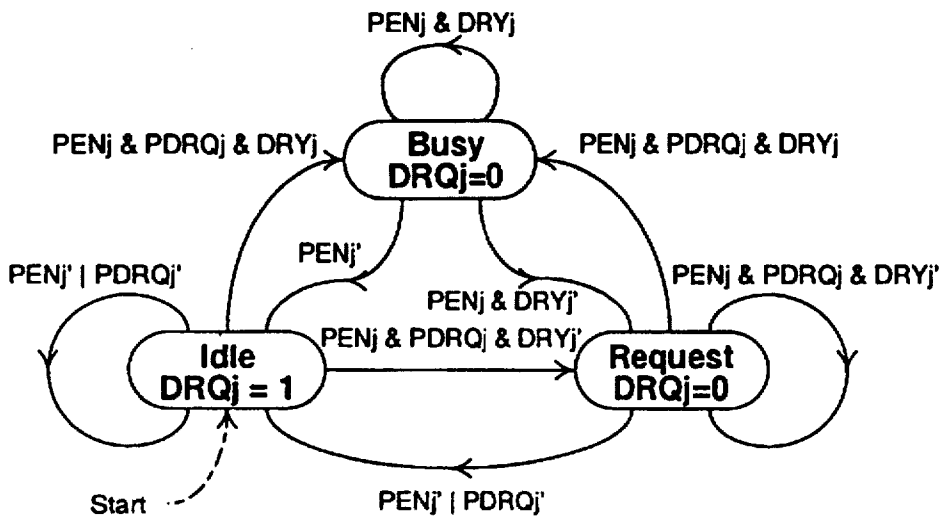 PENj & DRYj
PENj & PDRQj & DRYj
Busy
DRQj=0
PENj & PDRQj & DRYj
PENj'
PENj' | PDRQj'
PENj & DRYj'
PENj & PDRQj & DRYj'
PENj & PDRQj & DRYj'
Idle
DRQj = 1
Request
DRQj=0
Start
PENj' | PDRQj'